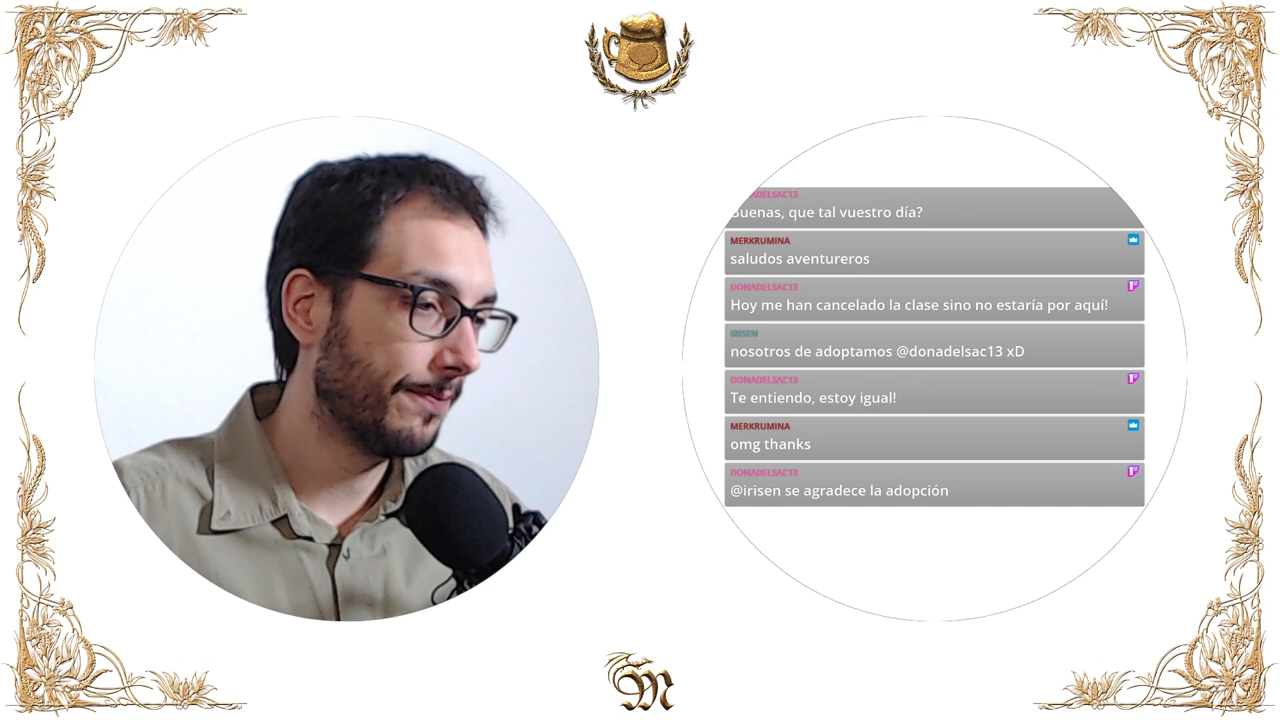 Buenas, que tal vuestro día?
MERKRUMINA
saludos aventureros
DONADELSAC13
Hoy me han cancelado la clase sino no estaría por aquí!
IRISEN
nosotros de adoptamos @donadelsac13 xD
DONADELSAC13
Te entiendo, estoy igual!
MERKRUMINA
omg thanks
DONADELSAC13
@irisen se agradece la adopción
M